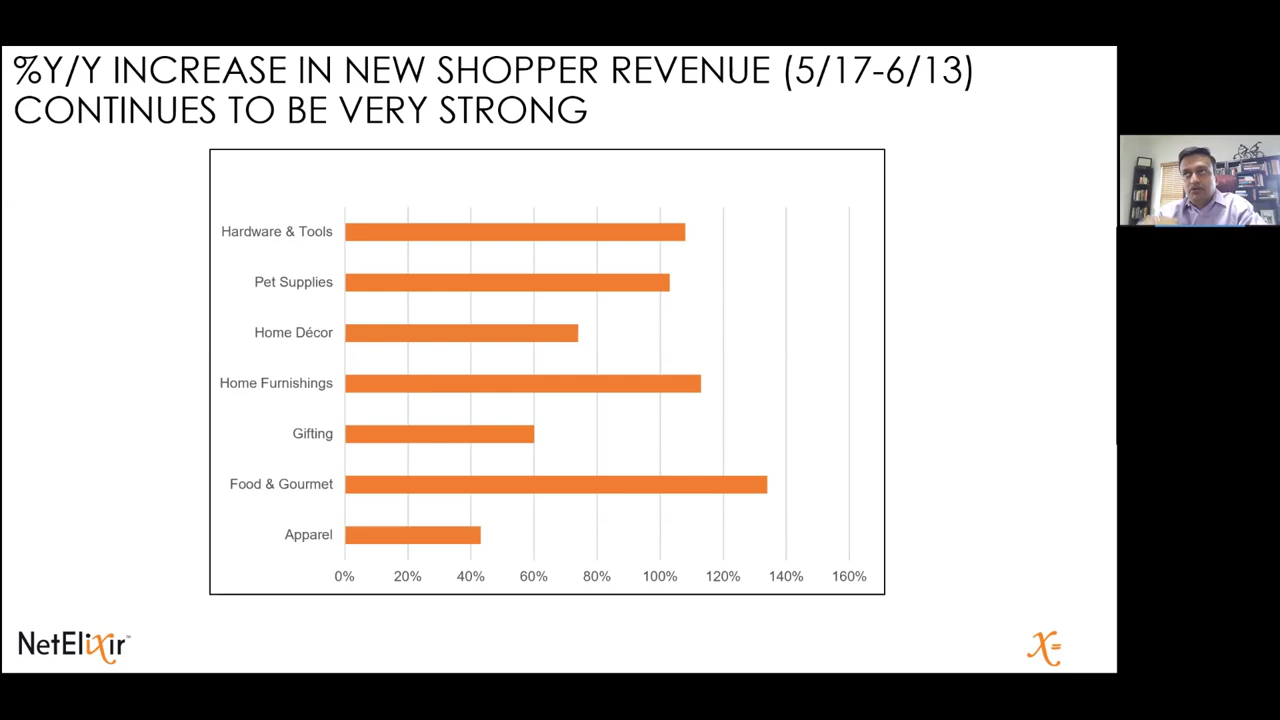 %Y/Y INCREASE IN NEW SHOPPER REVENUE (5/17-6/13)
CONTINUES TO BE VERY STRONG
Hardware & Tools
Pet Supplies
Home Décor
Home Furnishings
Gifting
Food & Gourmet
Apparel
0% 20% 40% 60% 80% 100% 120% 140% 160%
NetElixir™
X=